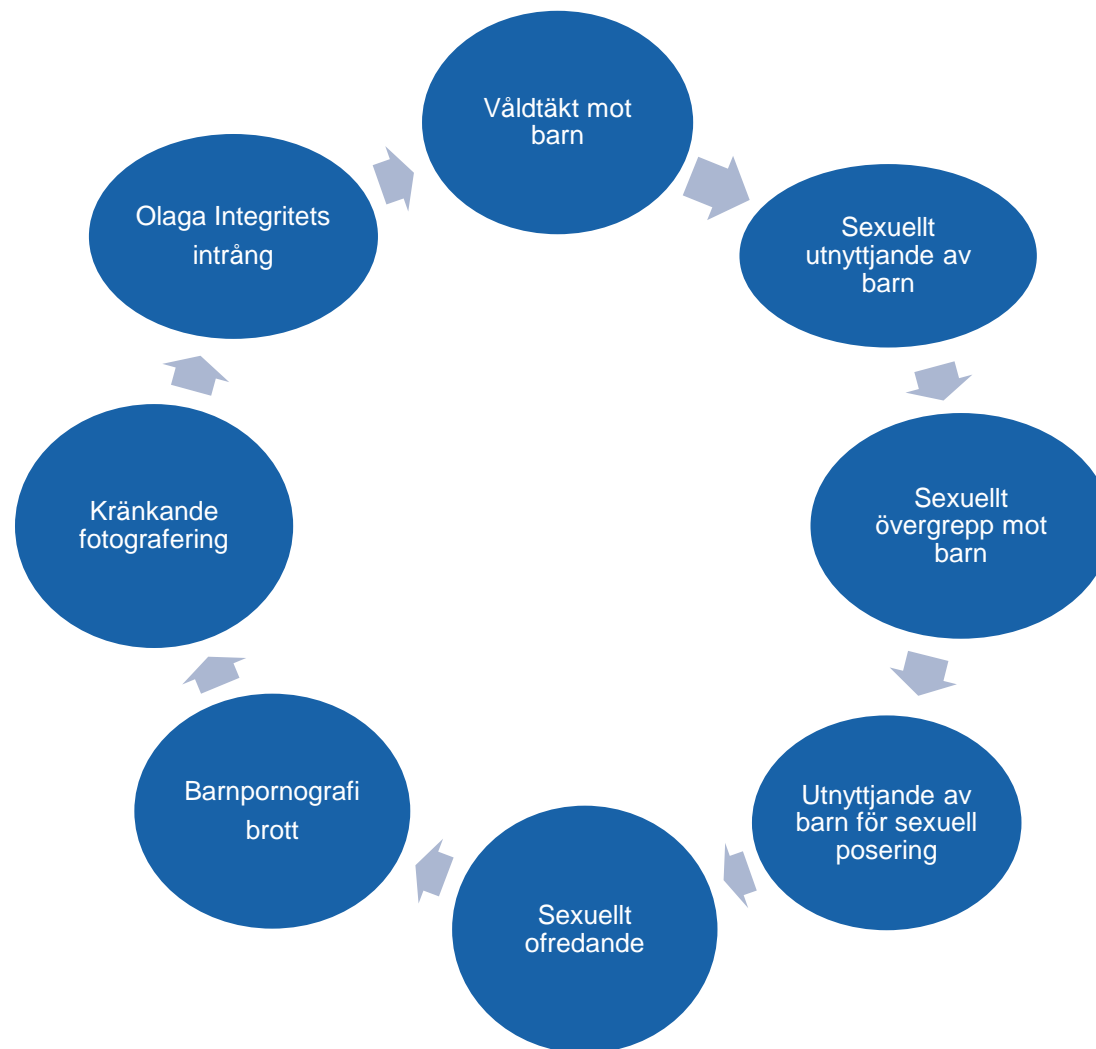 Våldtäkt mot
barn
Sexuellt
utnyttjande av
barn
Sexuellt
övergrepp mot
barn
Utnyttjande av
barn för sexuell
posering
Sexuellt
ofredande
Barnpornografi
brott
Kränkande
fotografering
Olaga Integritets
intrång